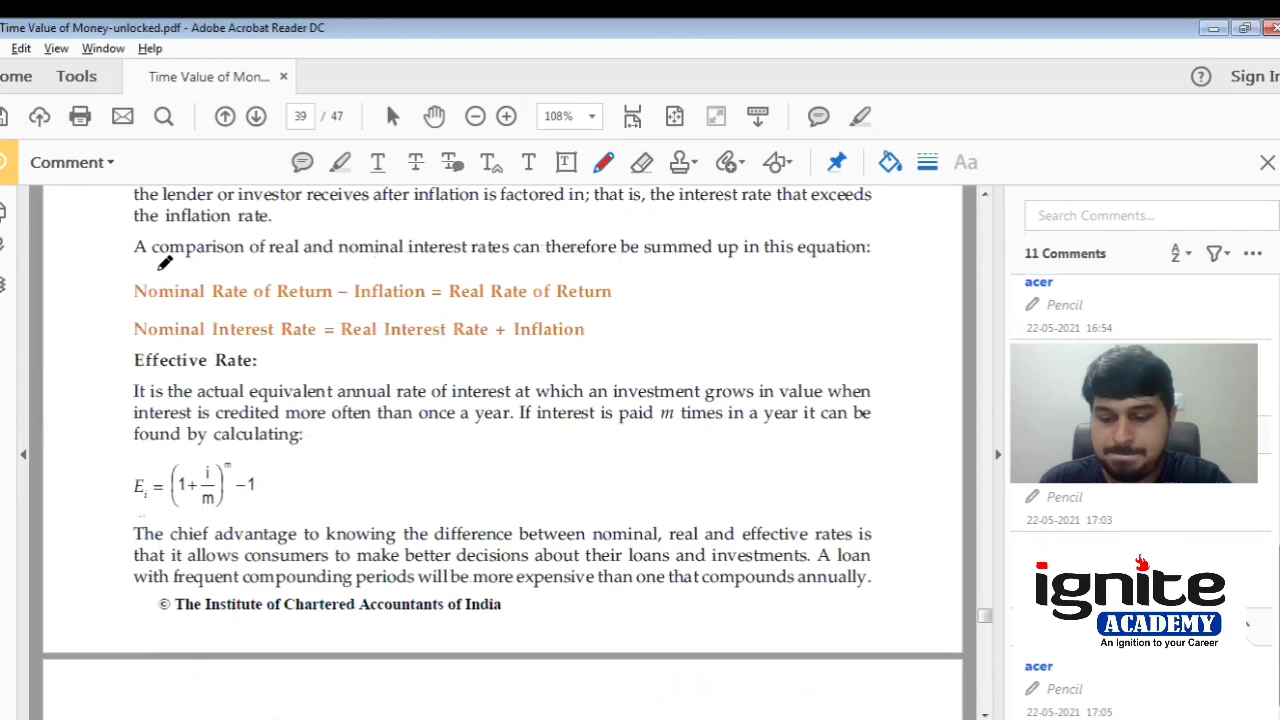 Time Value of Money-unlocked.pdf - Adobe Acrobat Reader DC
Edit View Window Help
ome Tools Time Value of Mon... × Sign In
39 / 47 108%
Comment Aa
the lender or investor receives after inflation is factored in; that is, the interest rate that exceeds
the inflation rate.
A comparison of real and nominal interest rates can therefore be summed up in this equation:
Nominal Rate of Return – Inflation = Real Rate of Return
Nominal Interest Rate = Real Interest Rate + Inflation
Effective Rate:
It is the actual equivalent annual rate of interest at which an investment grows in value when
interest is credited more often than once a year. If interest is paid m times in a year it can be
found by calculating:
E_i = (1 + i/m)^m – 1
The chief advantage to knowing the difference between nominal, real and effective rates is
that it allows consumers to make better decisions about their loans and investments. A loan
with frequent compounding periods will be more expensive than one that compounds annually.
© The Institute of Chartered Accountants of India
Search Comments...
11 Comments
acer
Pencil
22-05-2021 16:54
Pencil
22-05-2021 17:03
ignite
ACADEMY
An Ignition to your Career
acer
Pencil
22-05-2021 17:05